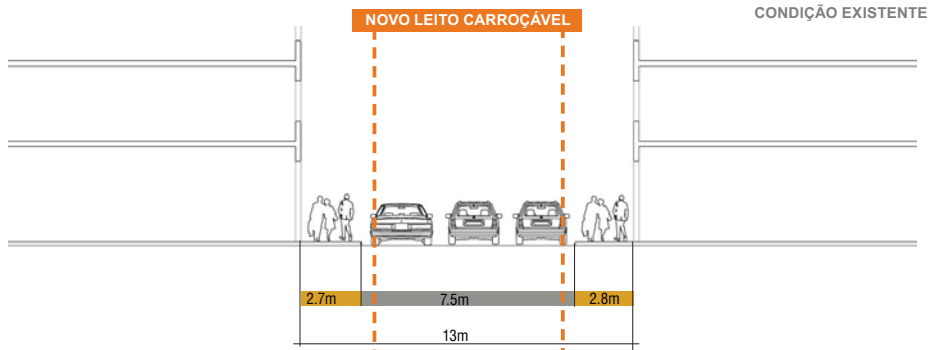 CONDIÇÃO EXISTENTE
NOVO LEITO CARROÇÁVEL
2.7m 7.5m 2.8m
13m